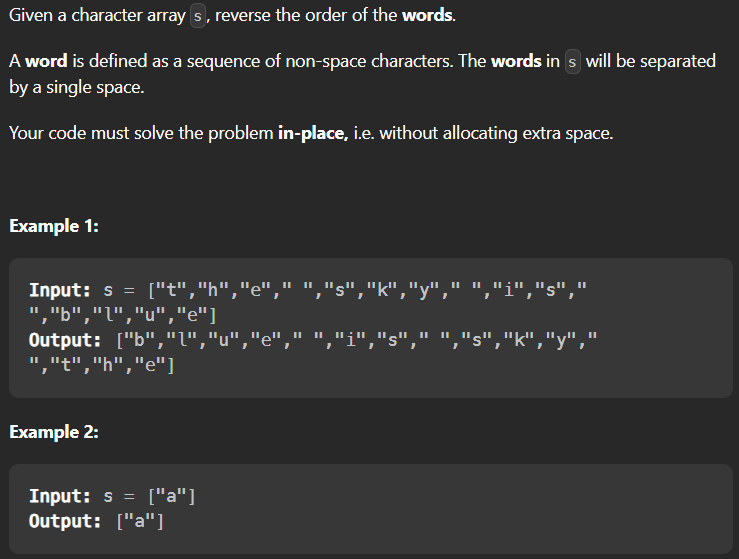 Given a character array s, reverse the order of the words.
A word is defined as a sequence of non-space characters. The words in s will be separated
by a single space.
Your code must solve the problem in-place, i.e. without allocating extra space.
Example 1:
Input: s = ["t","h","e"," ","s","k","y"," ","i","s","
","b","l","u","e"]
Output: ["b","l","u","e"," ","i","s"," ","s","k","y","
","t","h","e"]
Example 2:
Input: s = ["a"]
Output: ["a"]